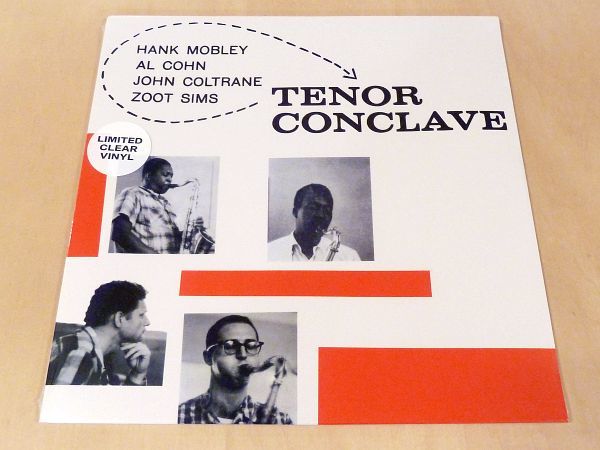 HANK MOBLEY
AL COHN
JOHN COLTRANE
ZOOT SIMS
TENOR
CONCLAVE
LIMITED
CLEAR
VINYL